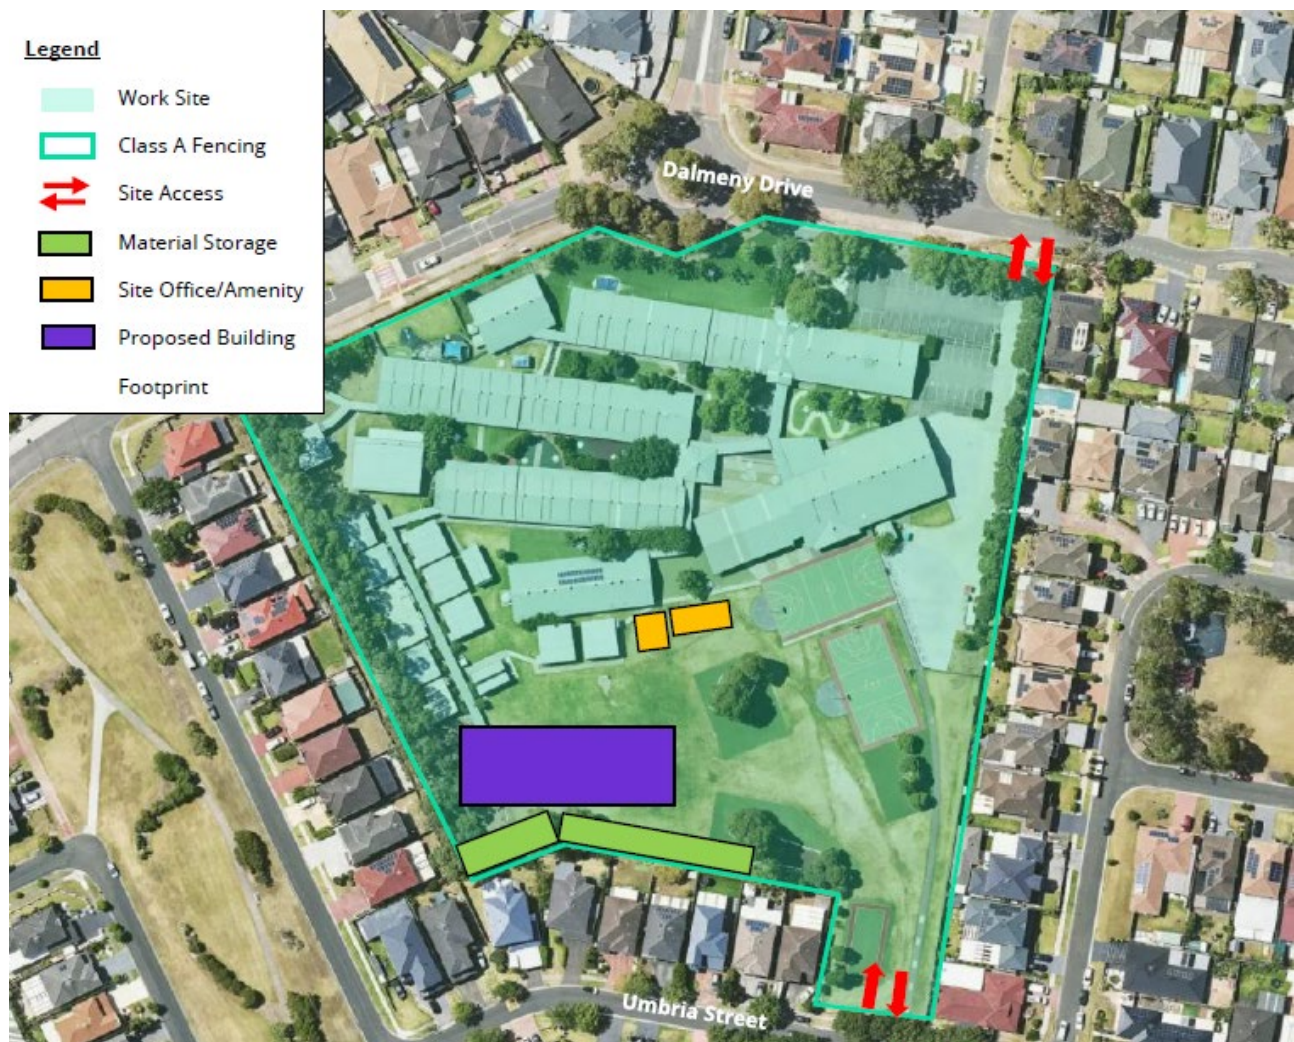 Legend
Work Site
Class A Fencing
Site Access
Material Storage
Site Office/Amenity
Proposed Building
Footprint
Dalmeny Drive
Umbria Street